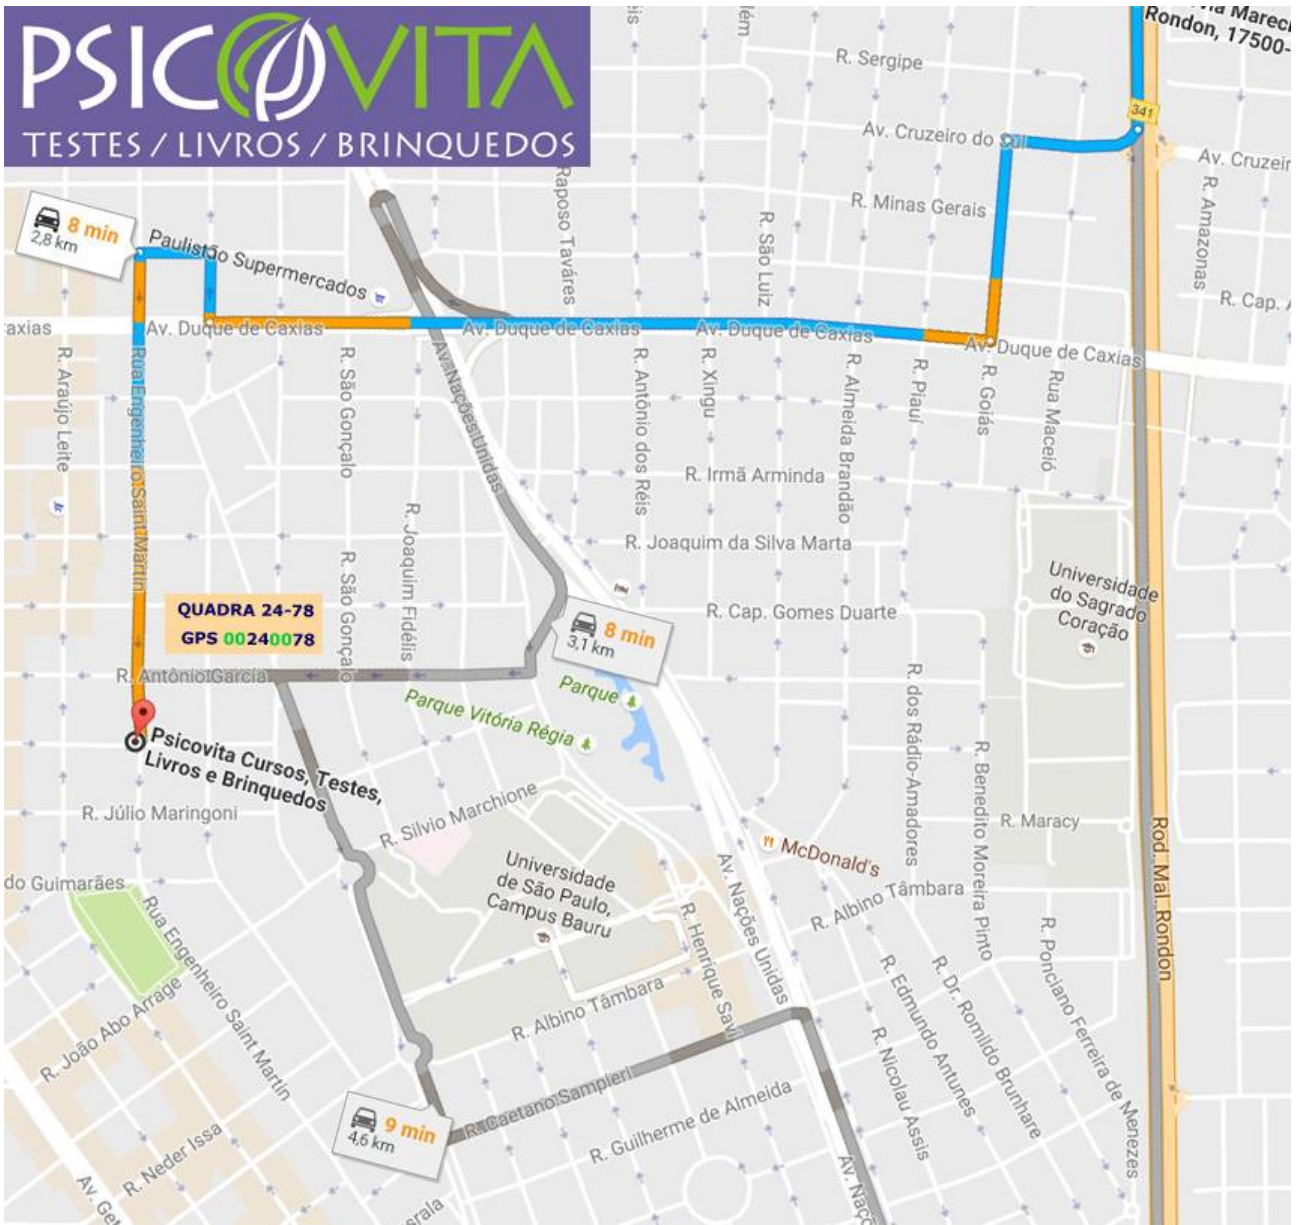 PSICOVITA
TESTES / LIVROS / BRINQUEDOS
Rondon, 17500-
R. Sergipe
341
Av. Cruzeiro do Sul
Av. Cruzeir
R. Minas Gerais
R. Amazonas
Raposo Tavares
R. São Luiz
8 min
2,8 km
Paulistão Supermercados
R. Cap. A
axias
Av. Duque de Caxias
Av. Duque de Caxias
Av. Duque de Caxias
Av. Duque de Caxias
R. Araújo Leite
Rua Engenheiro Saint Martin
R. São Gonçalo
Av. Nações Unidas
R. Antônio dos Réis
R. Xingu
R. Almeida Brandão
R. Piauí
R. Goiás
Rua Maceió
R. Irmã Arminda
R. Joaquim Fidélis
R. São Gonçalo
R. Joaquim da Silva Marta
Universidade
do Sagrado
Coração
QUADRA 24-78
GPS 00240078
R. Cap. Gomes Duarte
8 min
3,1 km
R. Antônio Garcia
Parque
Parque Vitória Régia
R. dos Rádio-Amadores
R. Benedito Moreira Pinto
Psicovita Cursos, Testes,
Livros e Brinquedos
R. Júlio Maringoni
R. Silvio Marchione
R. Maracy
McDonald's
Rod. Mal. Rondon
Universidade
de São Paulo,
Campus Bauru
Av. Nações Unidas
do Guimarães
R. Albino Tâmbara
R. Henrique Savi
Rua Engenheiro Saint Martin
R. João Abo Arrage
R. Albino Tâmbara
R. Edmundo Antunes
R. Dr. Romildo Brunhare
R. Ponciano Ferreira de Menezes
R. Nicolau Assis
9 min
4,6 km
R. Caetano Sampieri
R. Guilherme de Almeida
R. Neder Issa
Av. Naçõ
Av. Get